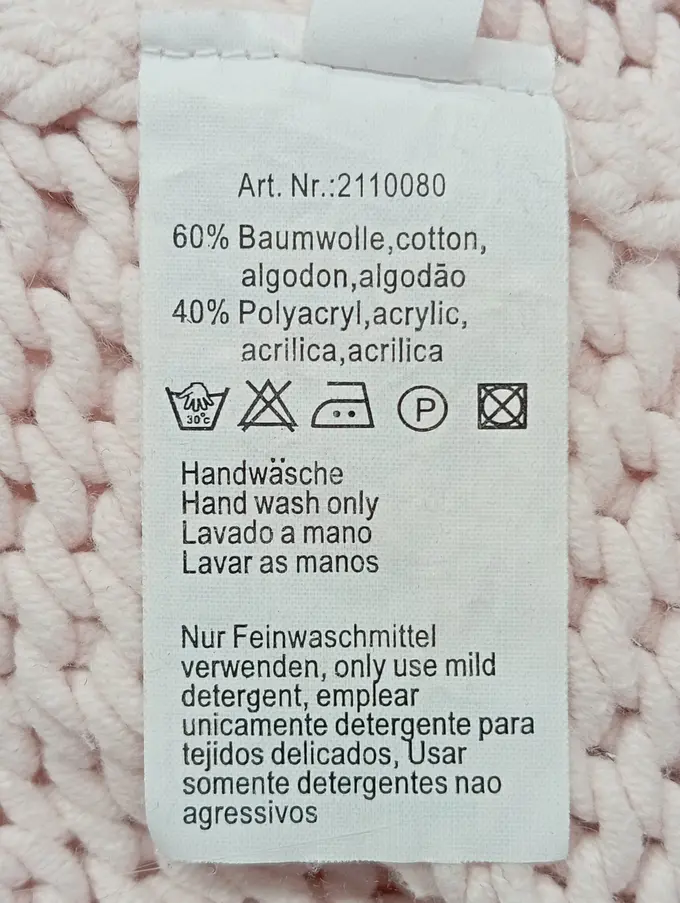 Art. Nr.:2110080
60% Baumwolle,cotton,
algodon,algodão
40% Polyacryl,acrylic,
acrilica,acrilica
30°c P
Handwäsche
Hand wash only
Lavado a mano
Lavar as manos
Nur Feinwaschmittel
verwenden, only use mild
detergent, emplear
unicamente detergente para
tejidos delicados, Usar
somente detergentes nao
agressivos